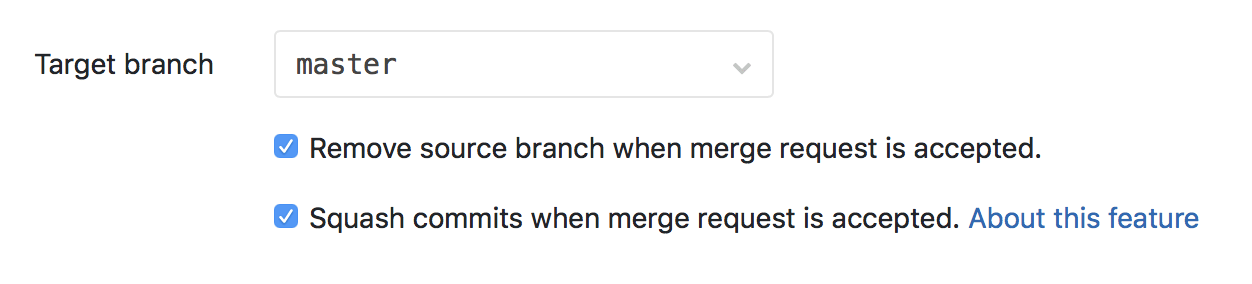 Target branch
master
Remove source branch when merge request is accepted.
Squash commits when merge request is accepted. About this feature